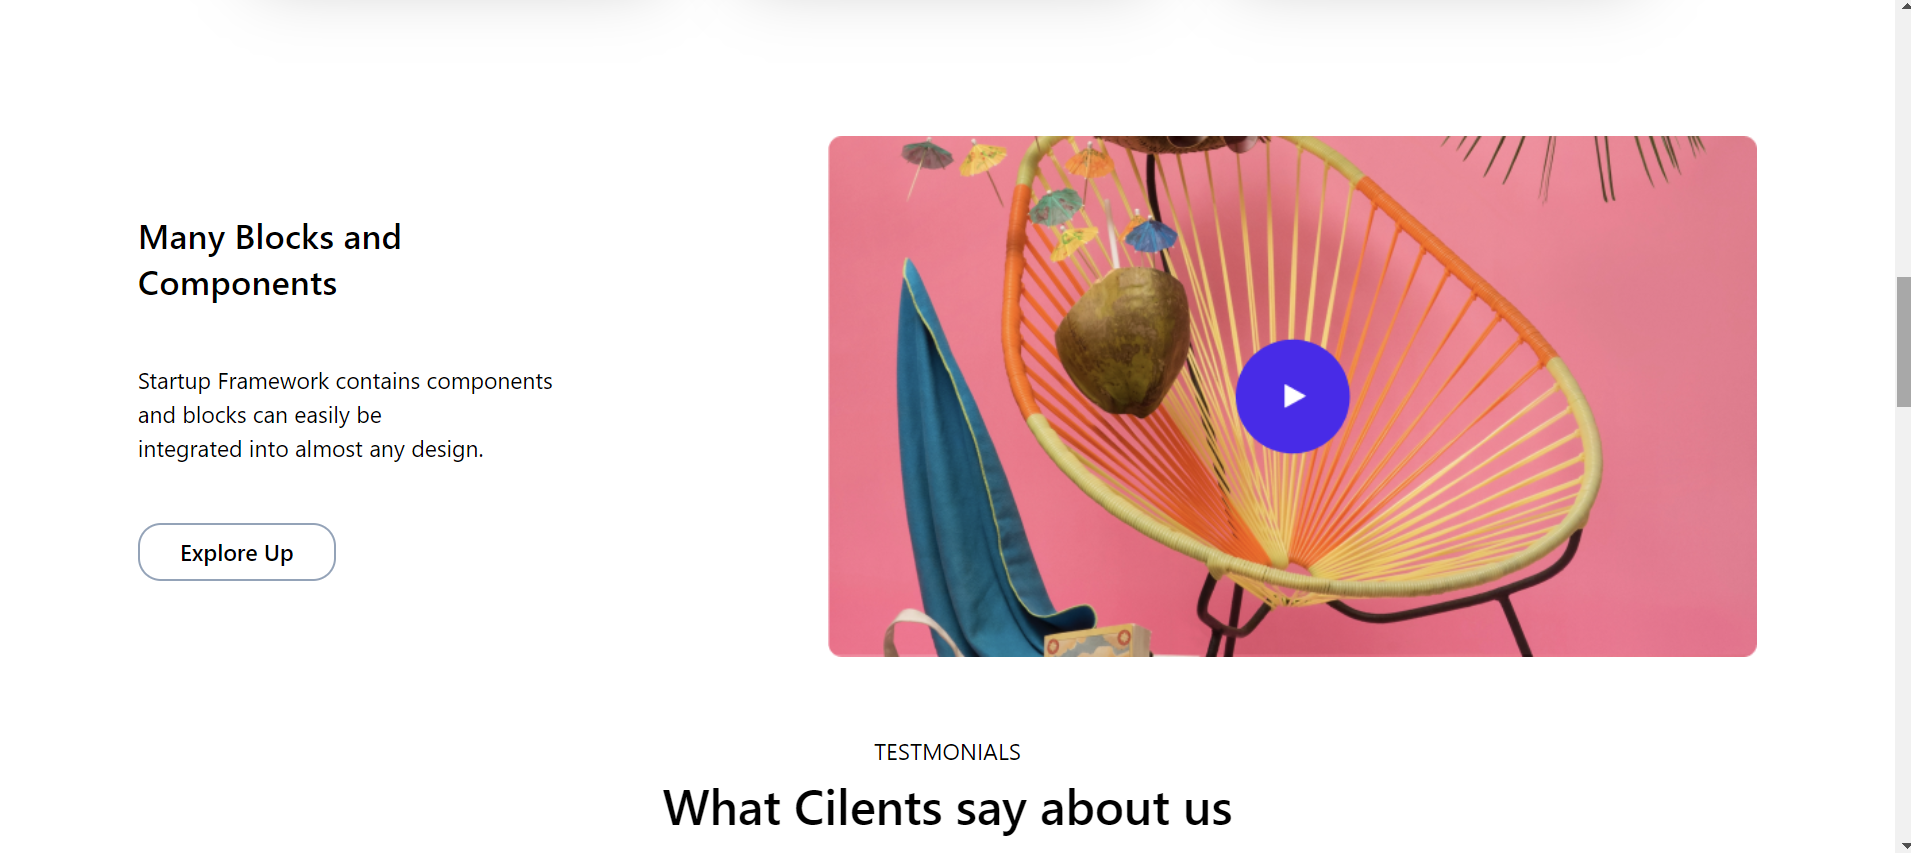 Many Blocks and
Components
Startup Framework contains components
and blocks can easily be
integrated into almost any design.
Explore Up
TESTMONIALS
What Cilents say about us